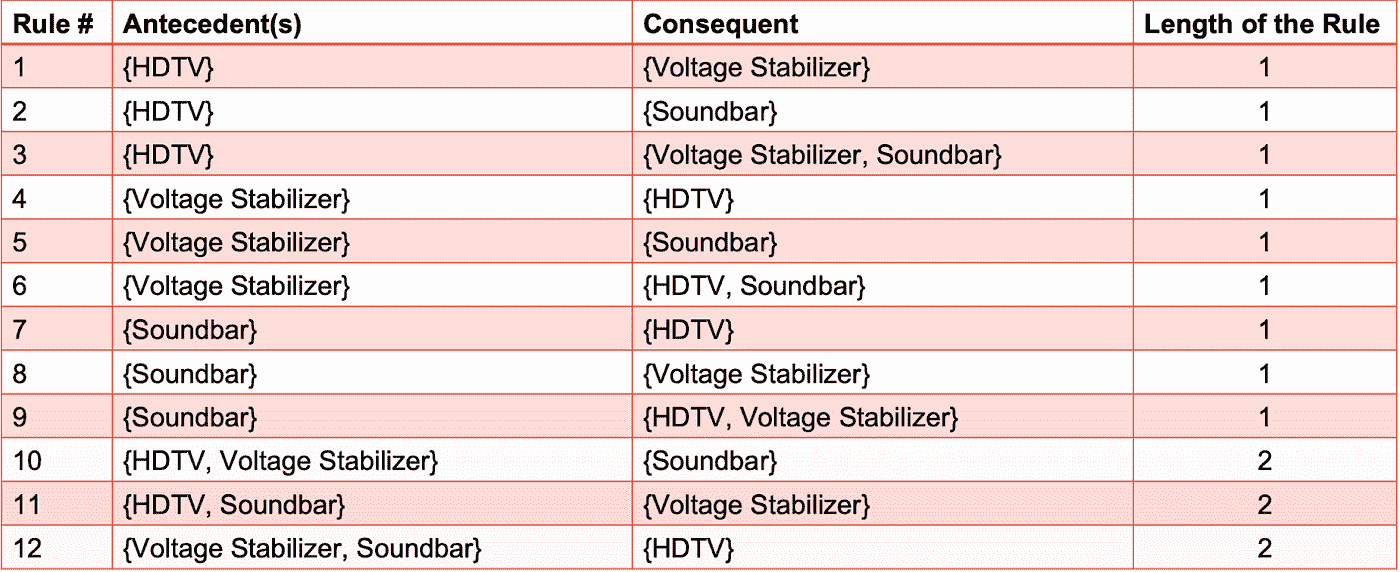 Rule # Antecedent(s) Consequent Length of the Rule
1 {HDTV} {Voltage Stabilizer} 1
2 {HDTV} {Soundbar} 1
3 {HDTV} {Voltage Stabilizer, Soundbar} 1
4 {Voltage Stabilizer} {HDTV} 1
5 {Voltage Stabilizer} {Soundbar} 1
6 {Voltage Stabilizer} {HDTV, Soundbar} 1
7 {Soundbar} {HDTV} 1
8 {Soundbar} {Voltage Stabilizer} 1
9 {Soundbar} {HDTV, Voltage Stabilizer} 1
10 {HDTV, Voltage Stabilizer} {Soundbar} 2
11 {HDTV, Soundbar} {Voltage Stabilizer} 2
12 {Voltage Stabilizer, Soundbar} {HDTV} 2